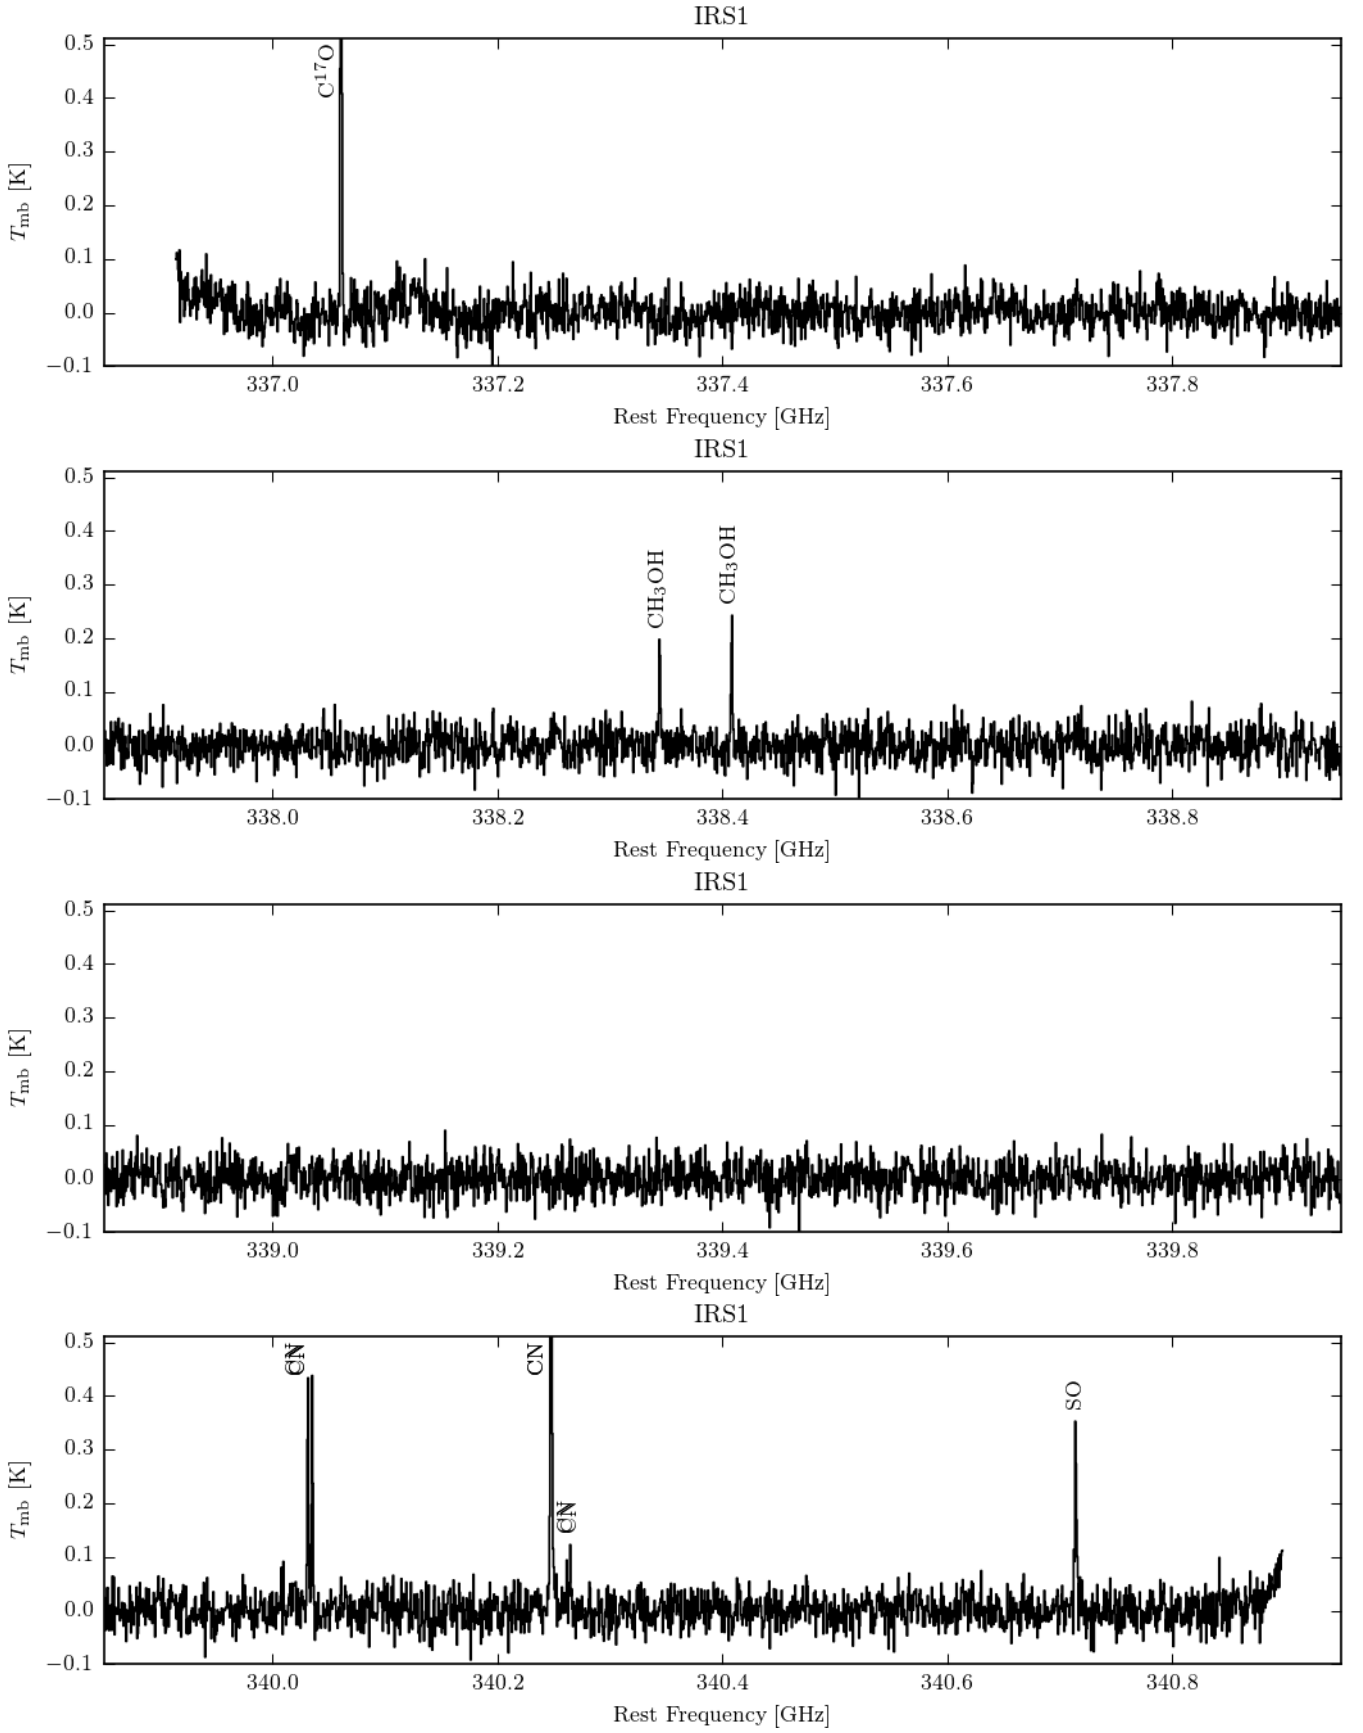 IRS1
0.5
C¹⁷O
0.4
0.3
T_mb [K]
0.2
0.1
0.0
−0.1
337.0 337.2 337.4 337.6 337.8
Rest Frequency [GHz]
IRS1
0.5
0.4
CH₃OH CH₃OH
0.3
T_mb [K]
0.2
0.1
0.0
−0.1
338.0 338.2 338.4 338.6 338.8
Rest Frequency [GHz]
IRS1
0.5
0.4
0.3
T_mb [K]
0.2
0.1
0.0
−0.1
339.0 339.2 339.4 339.6 339.8
Rest Frequency [GHz]
IRS1
0.5
CN CN CN
0.4
SO
0.3
T_mb [K]
0.2
CN CN
0.1
0.0
−0.1
340.0 340.2 340.4 340.6 340.8
Rest Frequency [GHz]